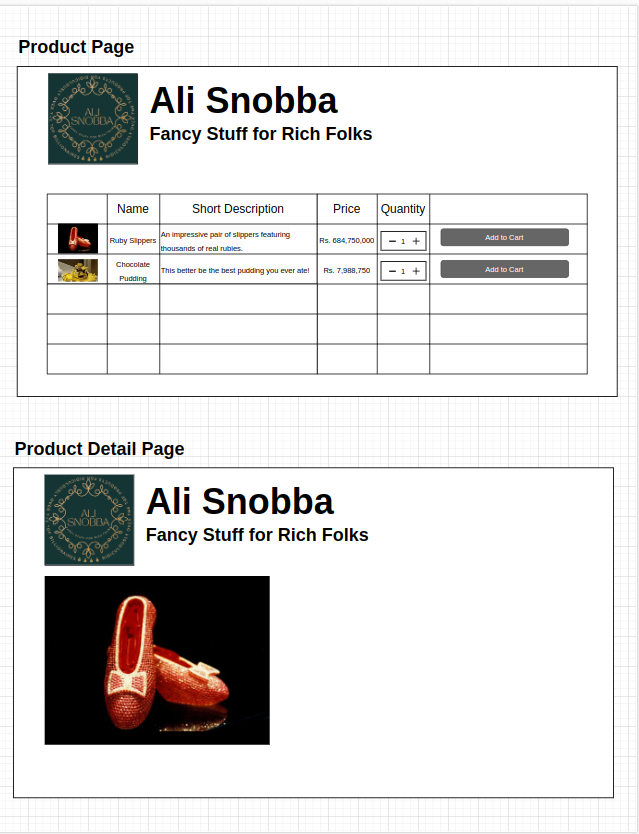 Product Page
ALI
SNOBBA
Ali Snobba
Fancy Stuff for Rich Folks
Name Short Description Price Quantity
Ruby Slippers An impressive pair of slippers featuring thousands of real rubies. Rs. 684,750,000 1 Add to Cart
Chocolate Pudding This better be the best pudding you ever ate! Rs. 7,988,750 1 Add to Cart
Product Detail Page
ALI
SNOBBA
Ali Snobba
Fancy Stuff for Rich Folks